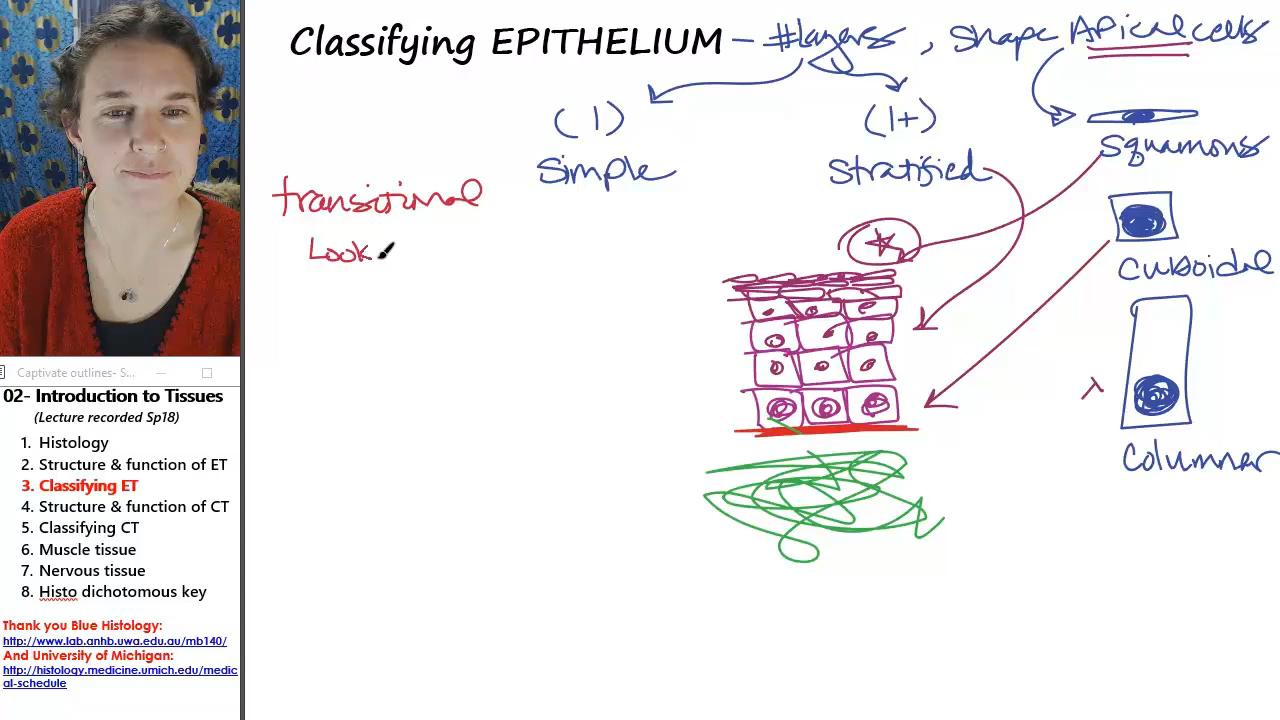 Classifying EPITHELIUM - #layers, shape Apical cells
(1)
(1+)
Simple
Stratified
squamous
transitional
Look
cuboidal
columnar
Captivate outlines- S...
02- Introduction to Tissues
(Lecture recorded Sp18)
1. Histology
2. Structure & function of ET
3. Classifying ET
4. Structure & function of CT
5. Classifying CT
6. Muscle tissue
7. Nervous tissue
8. Histo dichotomous key
Thank you Blue Histology:
http://www.lab.anhb.uwa.edu.au/mb140/
And University of Michigan:
http://histology.medicine.umich.edu/medic
al-schedule